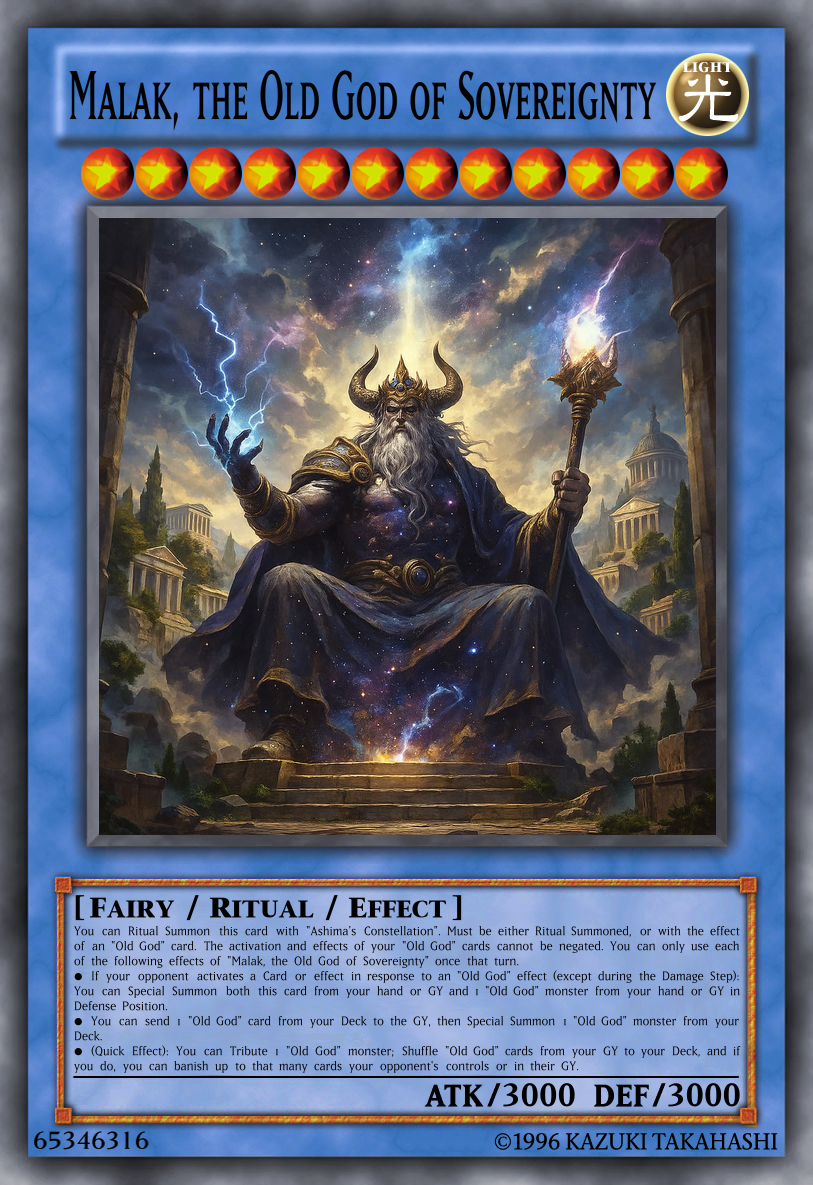 Malak, the Old God of Sovereignty
LIGHT
光
[ Fairy / Ritual / Effect ]
You can Ritual Summon this card with "Ashima's Constellation". Must be either Ritual Summoned, or with the effect
of an "Old God" card. The activation and effects of your "Old God" cards cannot be negated. You can only use each
of the following effects of "Malak, the Old God of Sovereignty" once that turn.
● If your opponent activates a Card or effect in response to an "Old God" effect (except during the Damage Step):
You can Special Summon both this card from your hand or GY and 1 "Old God" monster from your hand or GY in
Defense Position.
● You can send 1 "Old God" card from your Deck to the GY, then Special Summon 1 "Old God" monster from your
Deck.
● (Quick Effect): You can Tribute 1 "Old God" monster; Shuffle "Old God" cards from your GY to your Deck, and if
you do, you can banish up to that many cards your opponent's controls or in their GY.
ATK/3000 DEF/3000
65346316
©1996 KAZUKI TAKAHASHI